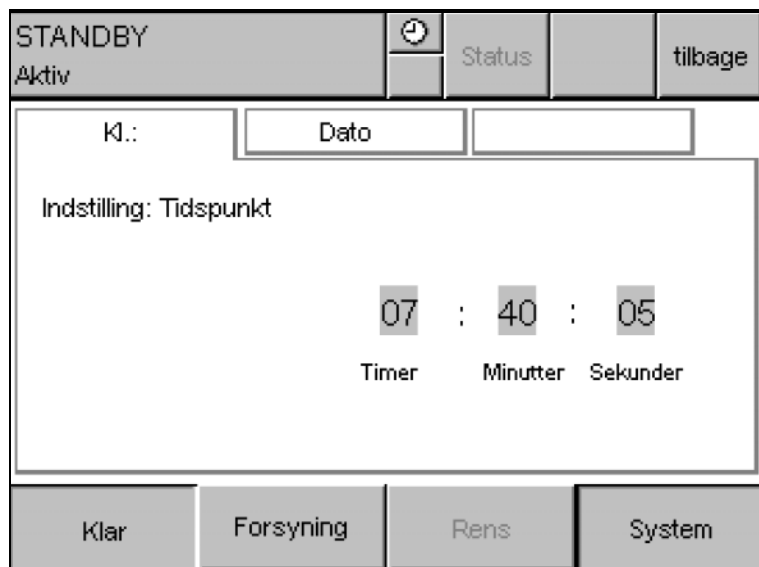 STANDBY
Aktiv
Status
tilbage
Kl.:
Dato
Indstilling: Tidspunkt
07 : 40 : 05
Timer Minutter Sekunder
Klar
Forsyning
Rens
System